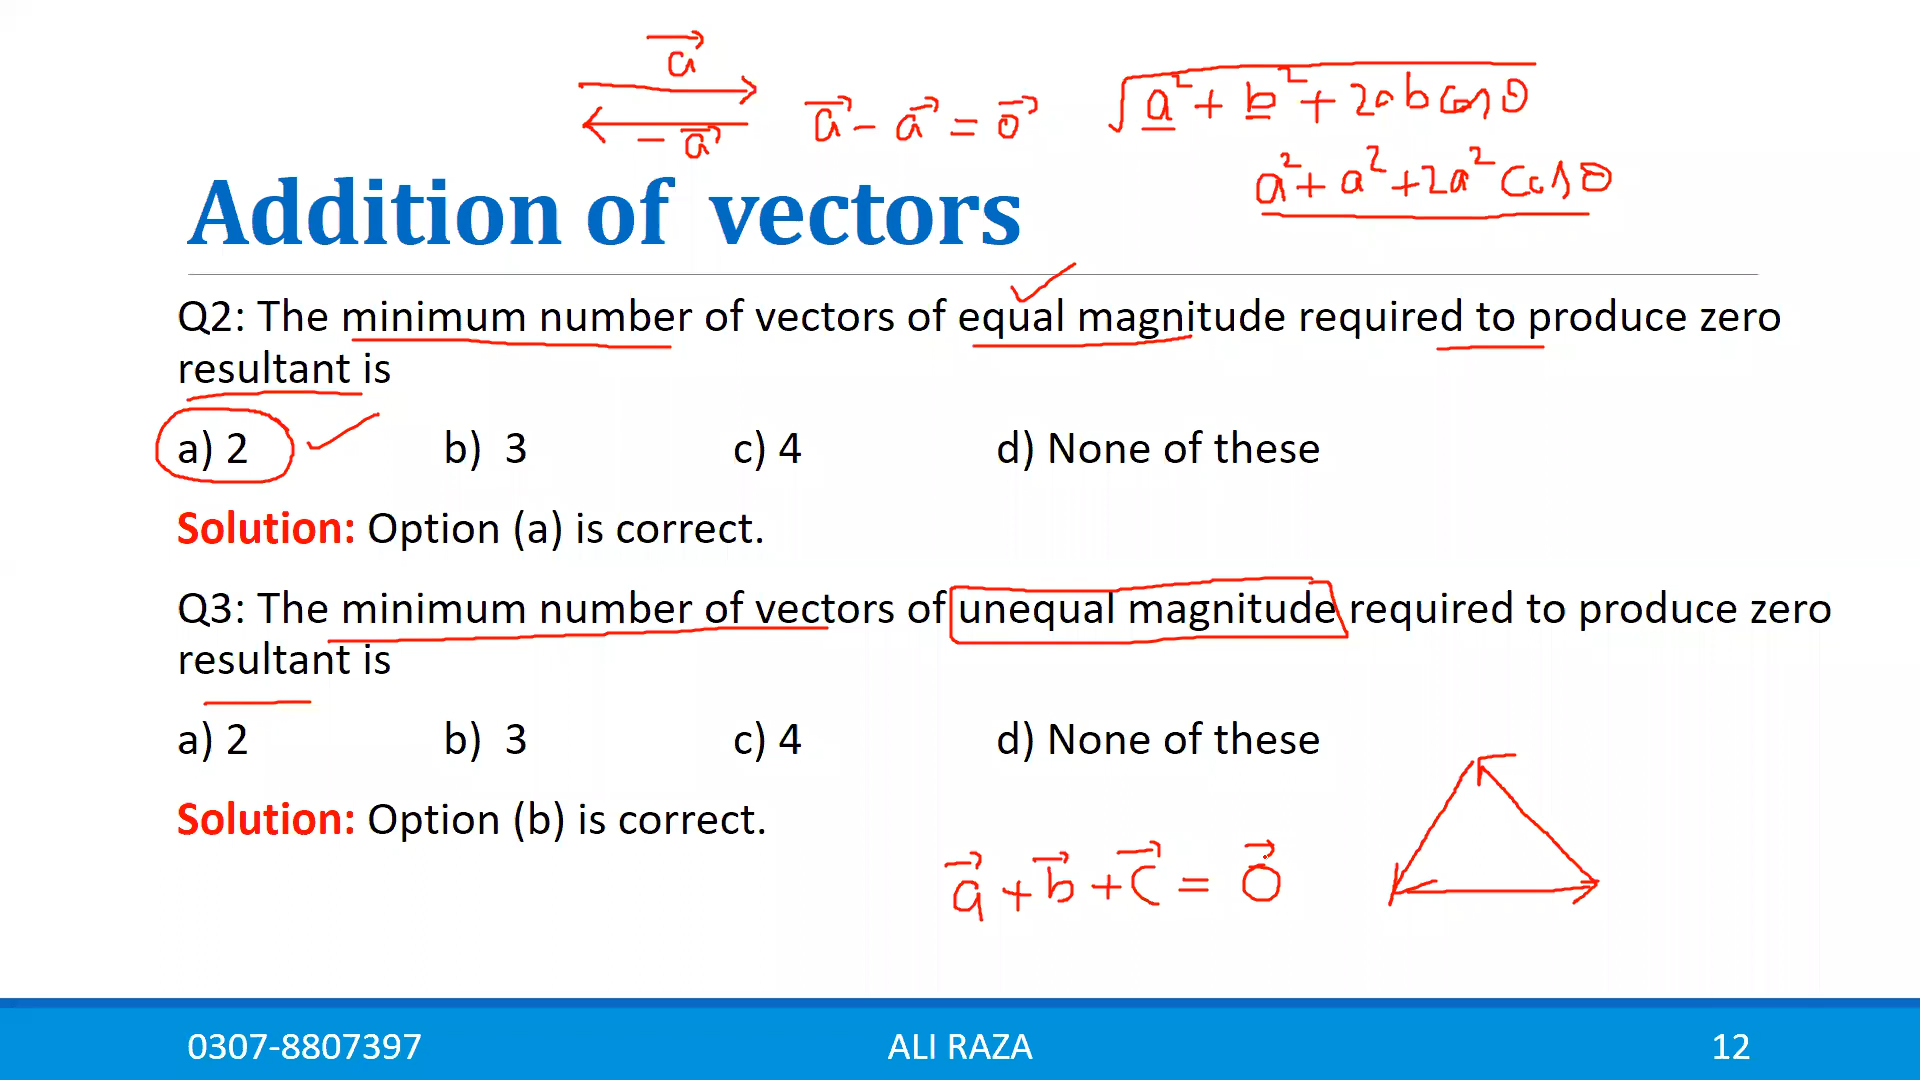 a⃗
a⃗ - a⃗ = 0⃗
- a⃗
√a² + b² + 2ab cos θ
a² + a² + 2a² cos θ
Addition of vectors
Q2: The minimum number of vectors of equal magnitude required to produce zero
resultant is
a) 2 b) 3 c) 4 d) None of these
Solution: Option (a) is correct.
Q3: The minimum number of vectors of unequal magnitude required to produce zero
resultant is
a) 2 b) 3 c) 4 d) None of these
Solution: Option (b) is correct.
a⃗ + b⃗ + c⃗ = 0⃗
0307-8807397 ALI RAZA 12